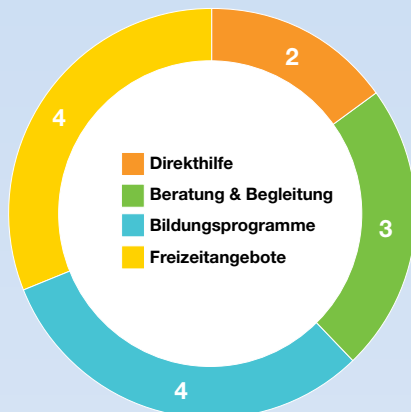 2
4
Direkthilfe
Beratung & Begleitung
3
Bildungsprogramme
Freizeitangebote
4